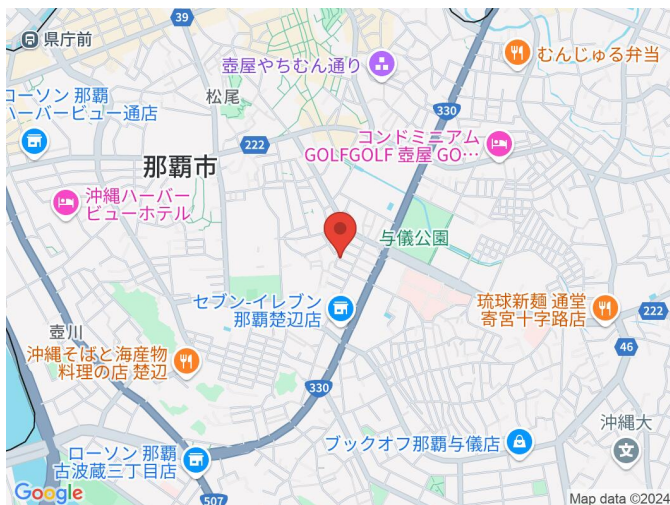 39
県庁前
むんじゅる弁当
壺屋やちむん通り
ローソン 那覇
ハーバービュー通店
松尾
330
222
コンドミニアム
GOLFGOLF 壺屋 GO…
那覇市
沖縄ハーバー
ビューホテル
与儀公園
セブン-イレブン
那覇楚辺店
琉球新麺 通堂
寄宮十字路店
222
壺川
46
沖縄そばと海産物
料理の店 楚辺
330
沖縄大
ブックオフ那覇与儀店
ローソン 那覇
古波蔵三丁目店
507
Google
Map data ©2024